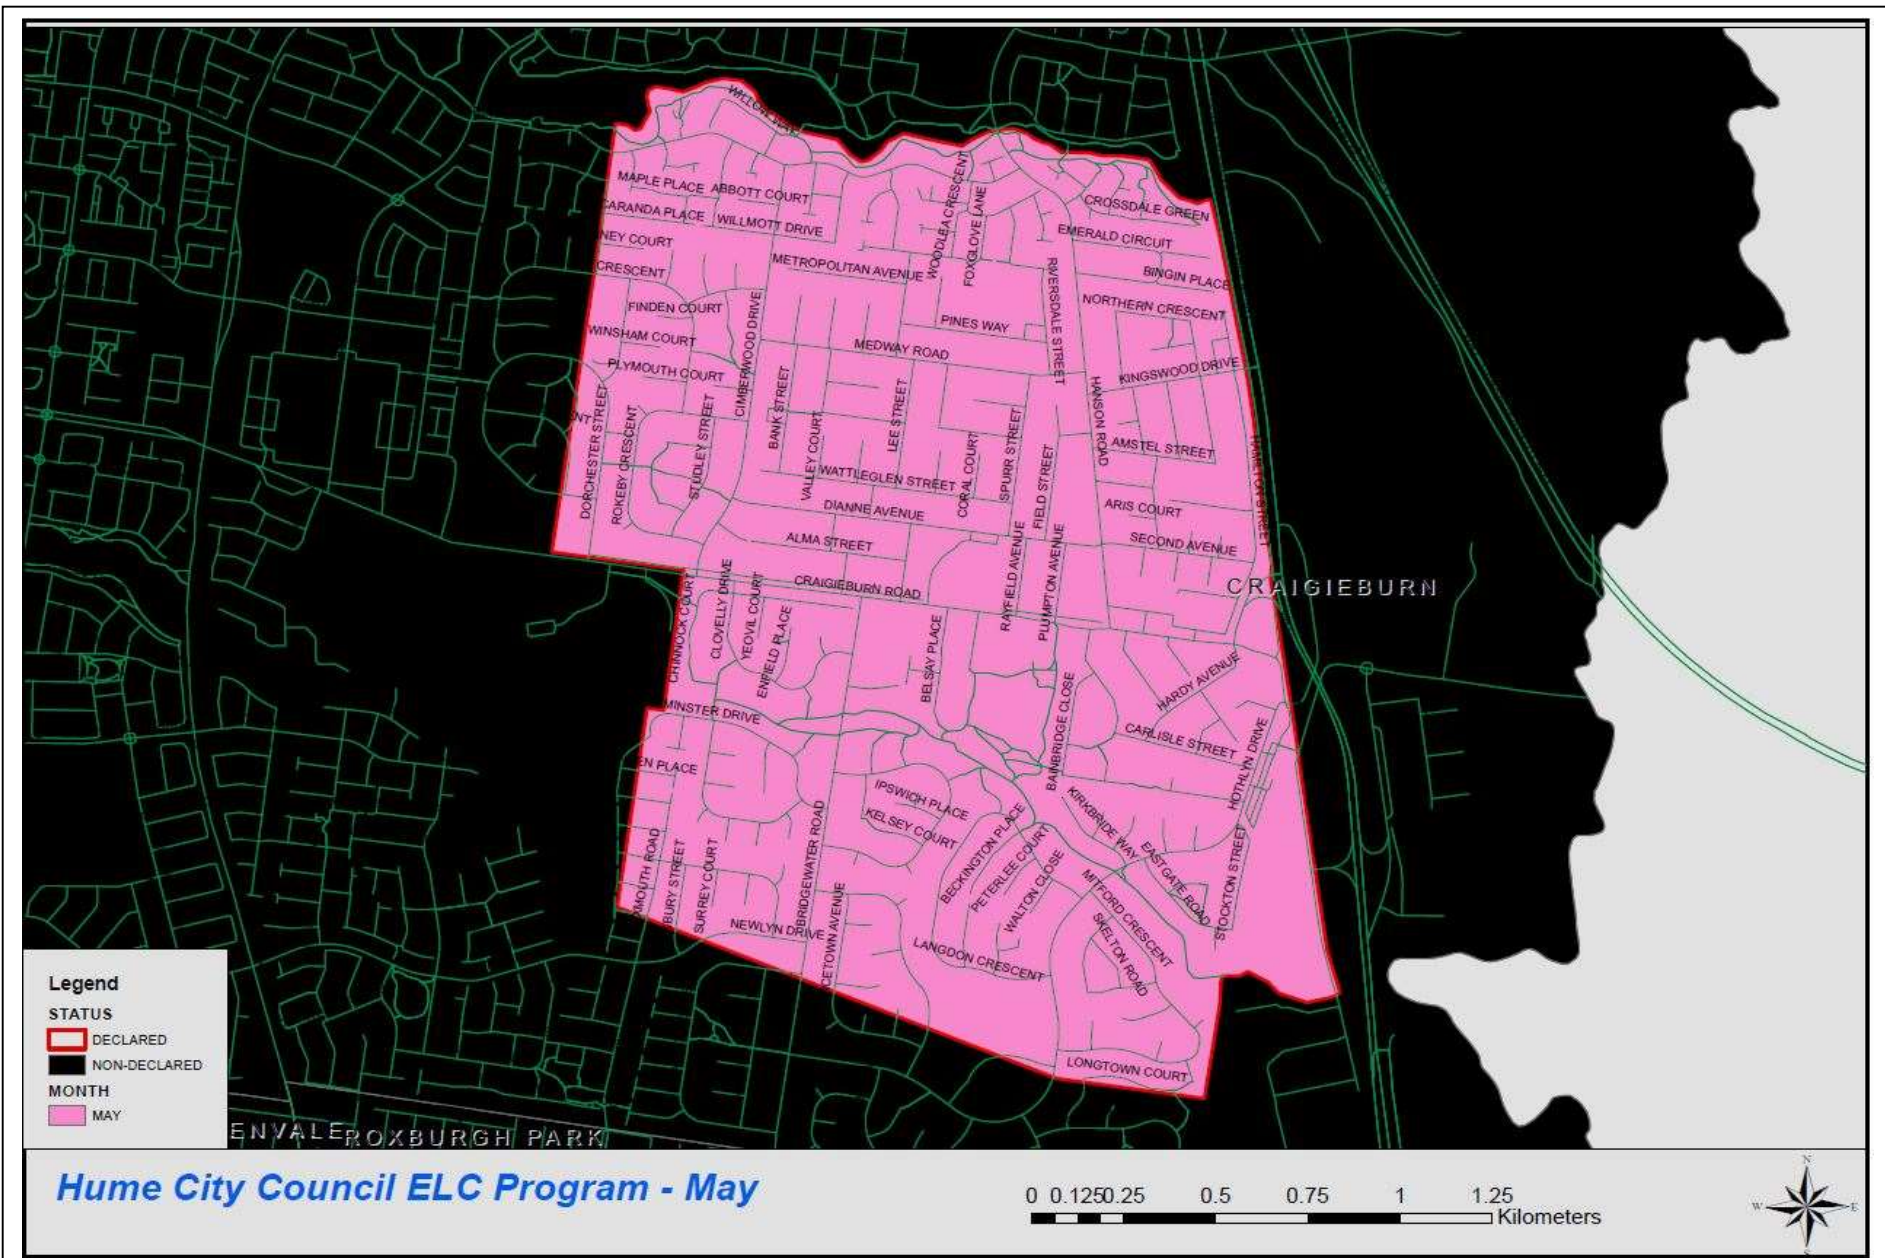 WILLOW WAY
MAPLE PLACE
ABBOTT COURT
WOODLEA CRESCENT
FOXGLOVE LANE
CROSSDALE GREEN
CARANDA PLACE
WILLMOTT DRIVE
NEY COURT
EMERALD CIRCUIT
CRESCENT
METROPOLITAN AVENUE
BINGIN PLACE
RIVERSDALE STREET
FINDEN COURT
NORTHERN CRESCENT
CIMBERWOOD DRIVE
PINES WAY
WINSHAM COURT
MEDWAY ROAD
PLYMOUTH COURT
KINGSWOOD DRIVE
DORCHESTER STREET
NT
ROKEBY CRESCENT
STUDLEY STREET
BANK STREET
VALLEY COURT
LEE STREET
CORAL COURT
SPURR STREET
FIELD STREET
HANSON ROAD
AMSTEL STREET
WATTLEGLEN STREET
DIANNE AVENUE
ARIS COURT
ALMA STREET
SECOND AVENUE
RAYFIELD AVENUE
PLUMPTON AVENUE
CRAIGIEBURN ROAD
CRAIGIEBURN
CHINNOCK COURT
CLOVELLY DRIVE
YEOVIL COURT
ENFIELD PLACE
BELSAY PLACE
HARDY AVENUE
BAINBRIDGE CLOSE
MINSTER DRIVE
CARLISLE STREET
HOTHLYN DRIVE
EN PLACE
IPSWICH PLACE
KELSEY COURT
BECKINGTON PLACE
PETERLEE COURT
WALTON CLOSE
KIRKBRIDE WAY
EASTGATE ROAD
STOCKTON STREET
MOUTH ROAD
BURY STREET
SURREY COURT
BRIDGEWATER ROAD
CETOWN AVENUE
NEWLYN DRIVE
LANGDON CRESCENT
MITFORD CRESCENT
SKELTON ROAD
LONGTOWN COURT
Legend
STATUS
DECLARED
NON-DECLARED
MONTH
MAY
ENVALE
ROXBURGH PARK
Hume City Council ELC Program - May
0 0.125 0.25 0.5 0.75 1 1.25
Kilometers
N
W
E
S